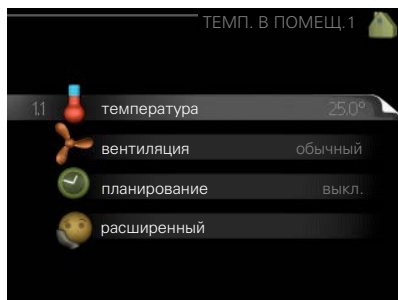 ТЕМП. В ПОМЕЩ.1
1.1 температура 25.0°
вентиляция обычный
планирование выкл.
расширенный